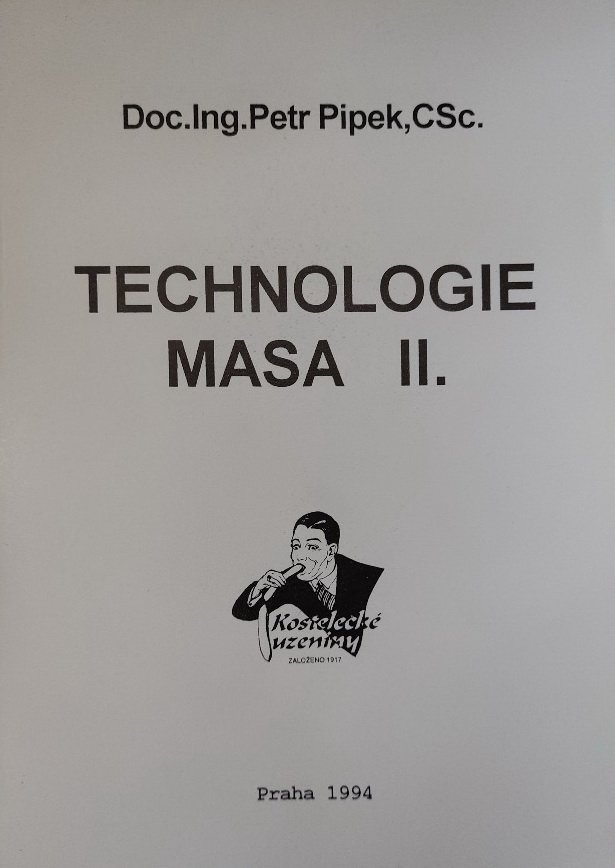 Doc.Ing.Petr Pipek,CSc.
TECHNOLOGIE
MASA II.
Kostelecké
uzeniny
ZALOŽENO 1917
Praha 1994